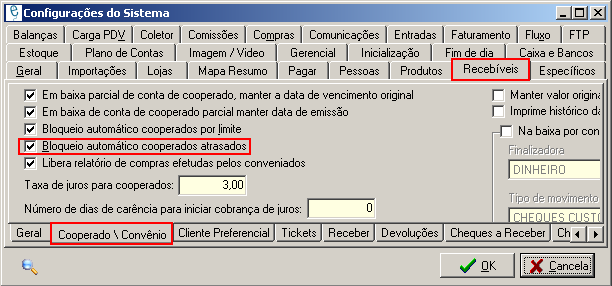 Configurações do Sistema
Balanças Carga PDV Coletor Comissões Compras Comunicações Entradas Faturamento Fluxo FTP
Estoque Plano de Contas Imagem / Video Gerencial Inicialização Fim de dia Caixa e Bancos
Geral Importações Lojas Mapa Resumo Pagar Pessoas Produtos Recebíveis Específicos
Em baixa parcial de conta de cooperado, manter a data de vencimento original
Manter valor origina
Em baixa de conta de cooperado parcial manter data de emissão
Imprime histórico da
Bloqueio automático cooperados por limite
Na baixa por con
Bloqueio automático cooperados atrasados
Finalizadora
Libera relatório de compras efetuadas pelos conveniados
DINHEIRO
Taxa de juros para cooperados: 3,00
Tipo de movimento
Número de dias de carência para iniciar cobrança de juros: 0
CHEQUES CUSTO
Geral Cooperado \ Convênio Cliente Preferencial Tickets Receber Devoluções Cheques a Receber Ch
OK Cancela